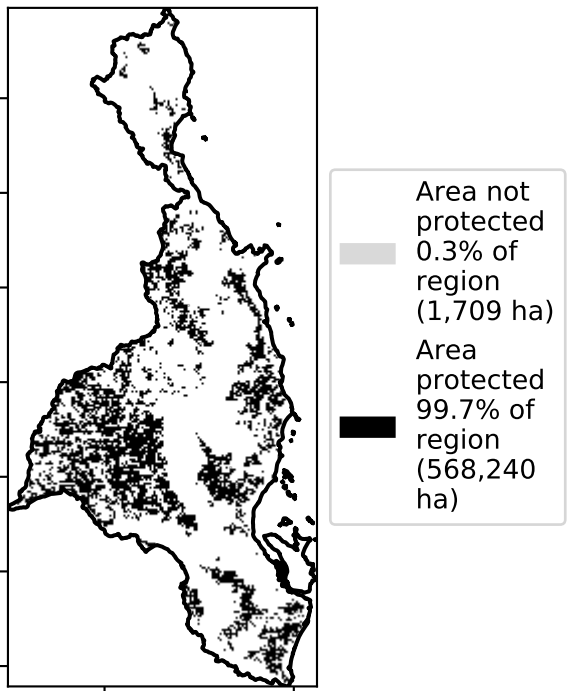 Area not
protected
0.3% of
region
(1,709 ha)
Area
protected
99.7% of
region
(568,240
ha)